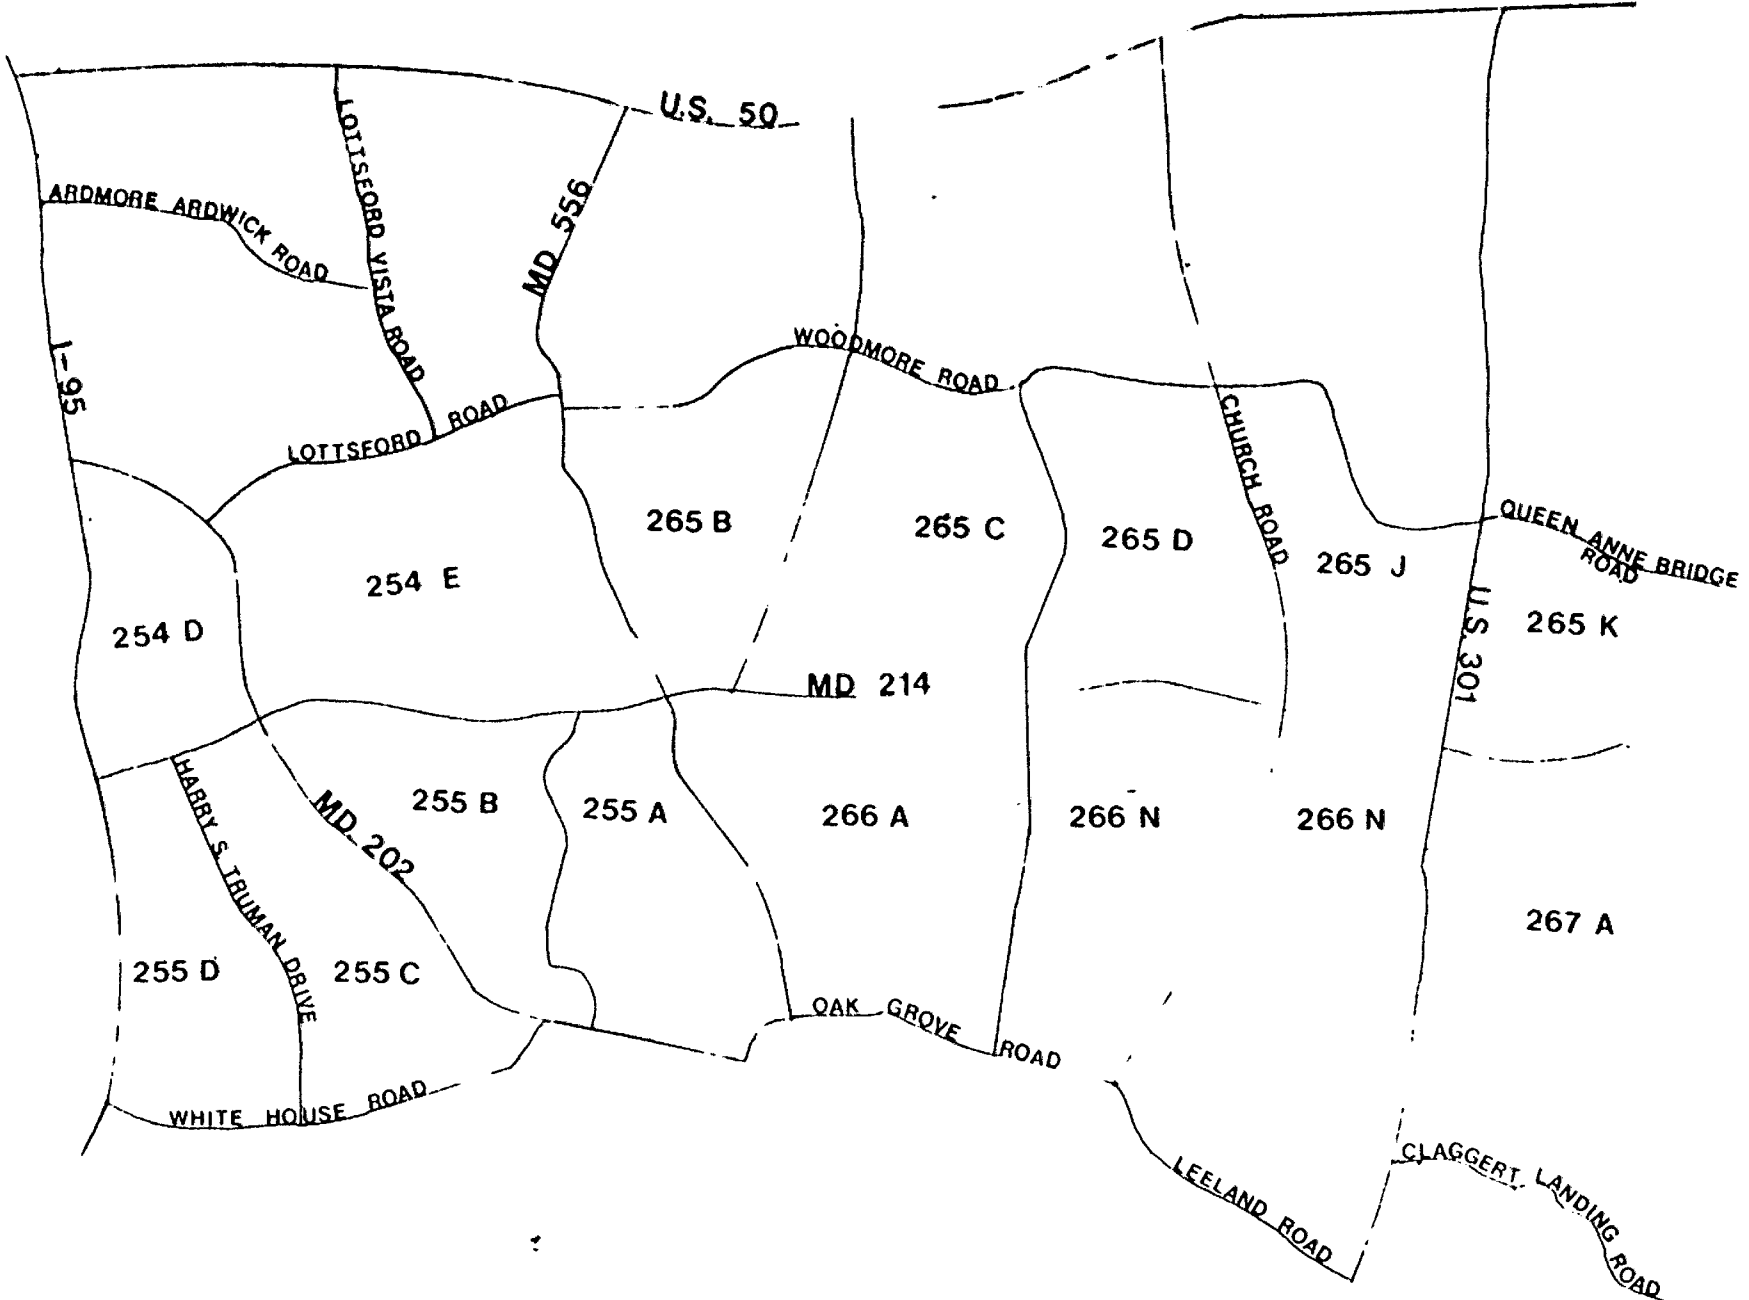 U.S. 50
LOTTSFORD VISTA ROAD
MD 556
ARDMORE ARDWICK ROAD
I-95
WOODMORE ROAD
LOTTSFORD ROAD
CHURCH ROAD
QUEEN ANNE BRIDGE
ROAD
265 B
265 C
265 D
265 J
254 E
254 D
U.S. 301
265 K
MD 214
HARRY S. TRUMAN DRIVE
MD. 202
255 B
255 A
266 A
266 N
266 N
267 A
255 D
255 C
OAK GROVE ROAD
WHITE HOUSE ROAD
LEELAND ROAD
CLAGGERT LANDING ROAD